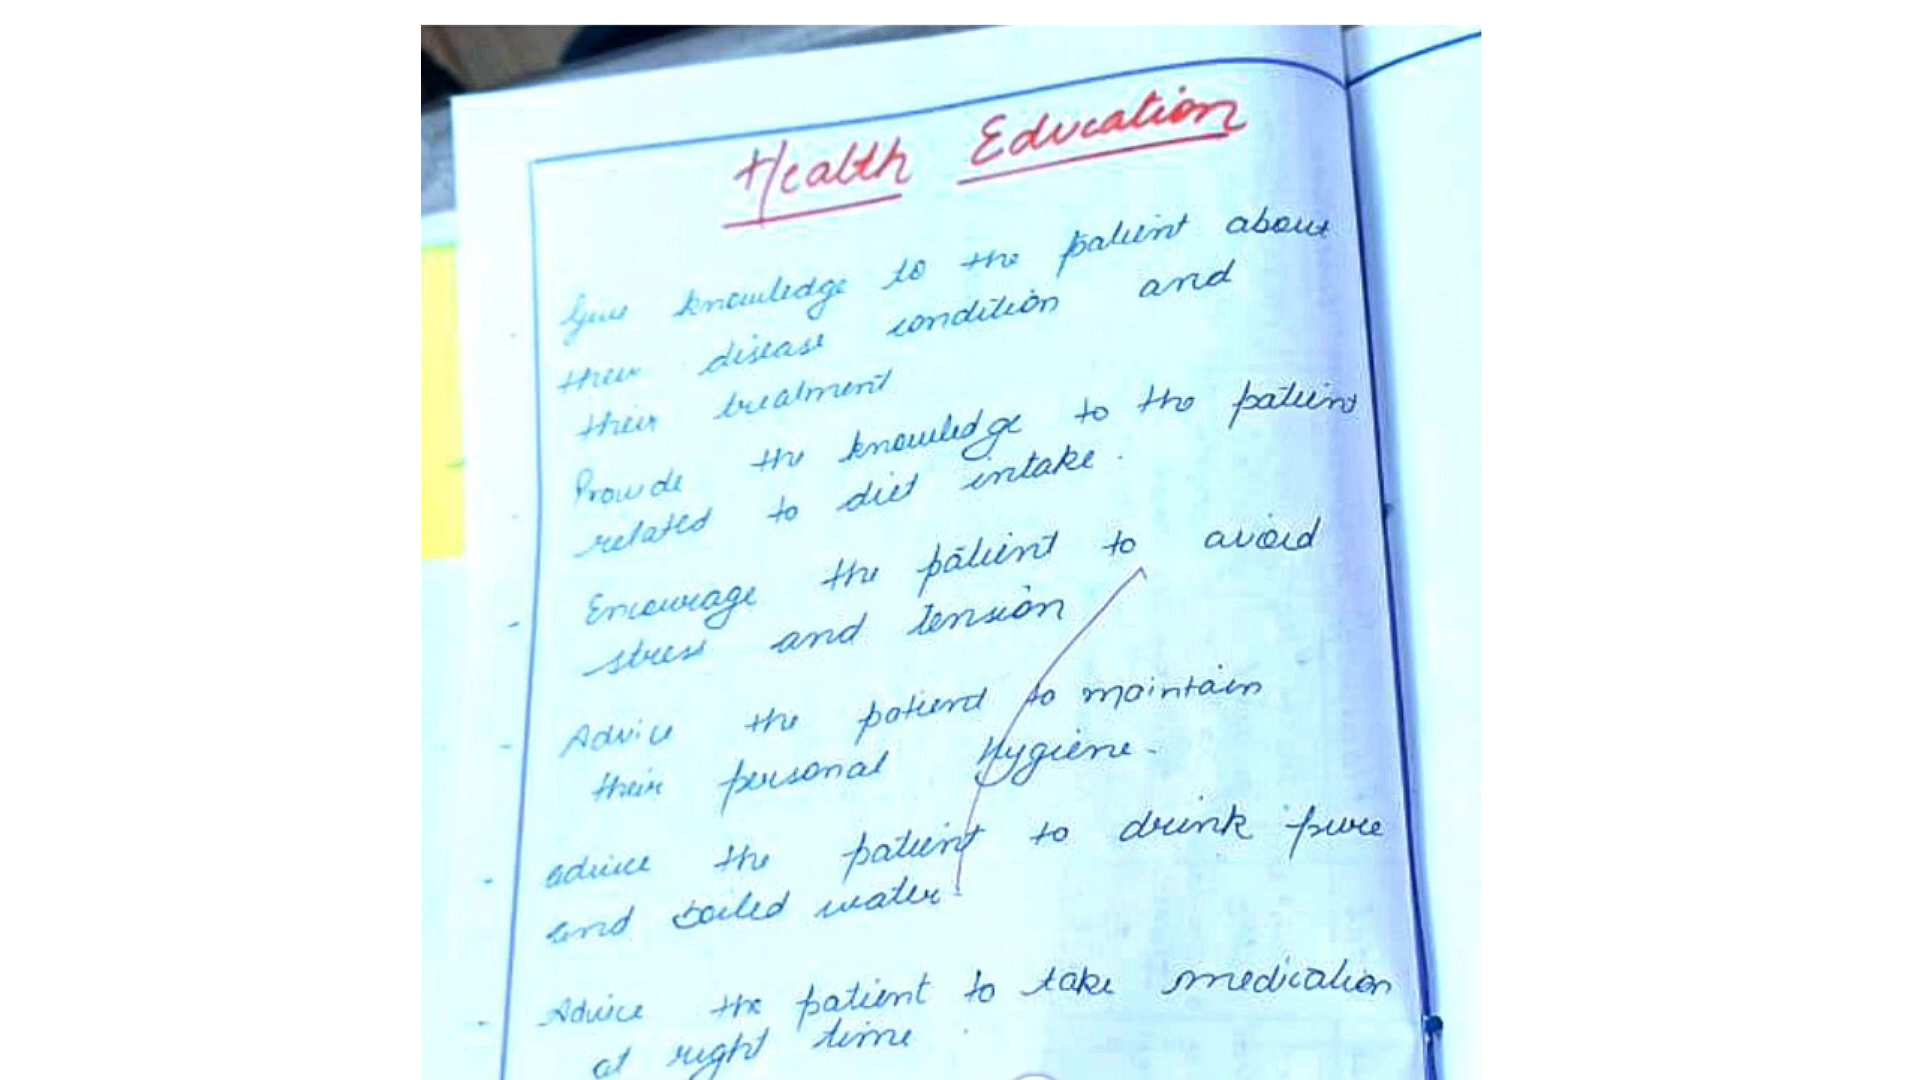 Health Education
- Give knowledge to the patient about
their disease condition and
their treatment
- Provide the knowledge to the patient
related to diet intake.
- Encourage the patient to avoid
stress and tension
- Advice the patient to maintain
their personal Hygiene-
- advice the patient to drink pure
and boiled water.
- Advice the patient to take medication
at right time.